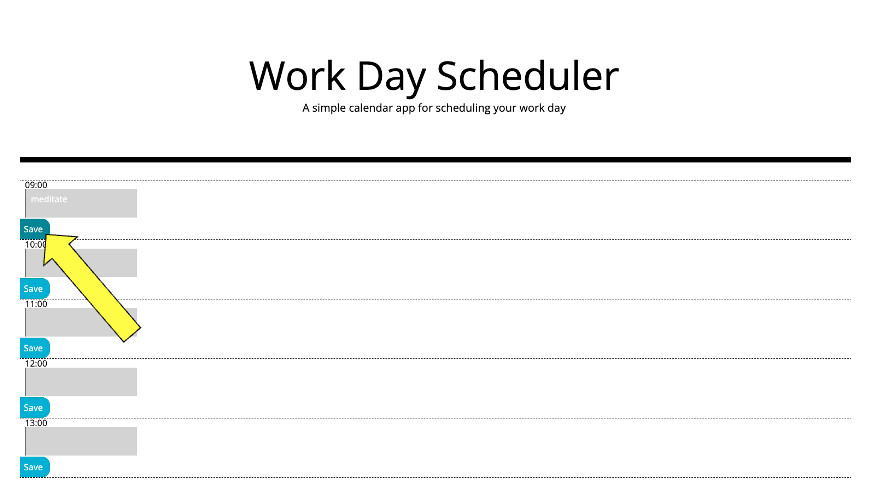 Work Day Scheduler
A simple calendar app for scheduling your work day
09:00
meditate
Save
10:00
Save
11:00
Save
12:00
Save
13:00
Save